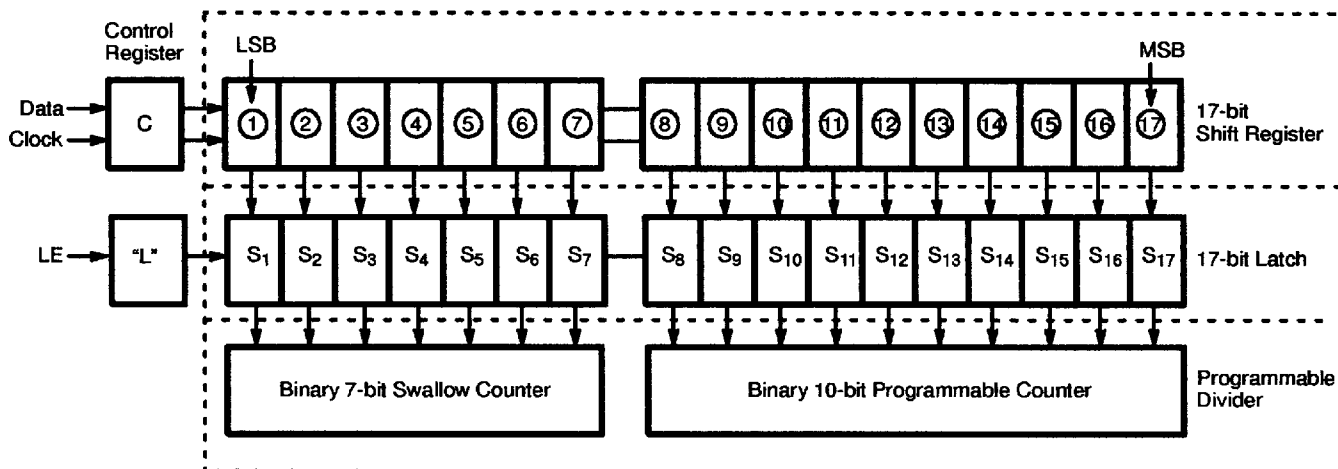 Control Register
LSB
MSB
Data
Clock
C
1 2 3 4 5 6 7 8 9 10 11 12 13 14 15 16 17
17-bit Shift Register
LE
"L"
S1 S2 S3 S4 S5 S6 S7 S8 S9 S10 S11 S12 S13 S14 S15 S16 S17
17-bit Latch
Binary 7-bit Swallow Counter
Binary 10-bit Programmable Counter
Programmable Divider